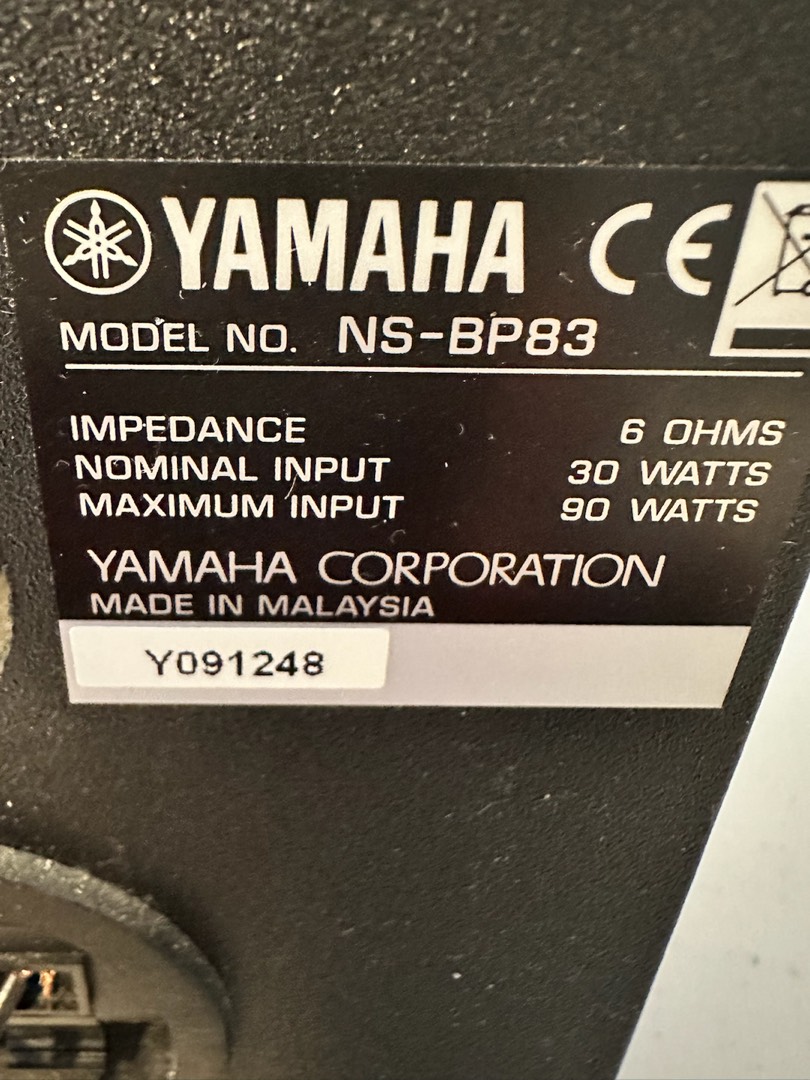 YAMAHA CE
MODEL NO. NS-BP83
IMPEDANCE 6 OHMS
NOMINAL INPUT 30 WATTS
MAXIMUM INPUT 90 WATTS
YAMAHA CORPORATION
MADE IN MALAYSIA
Y091248